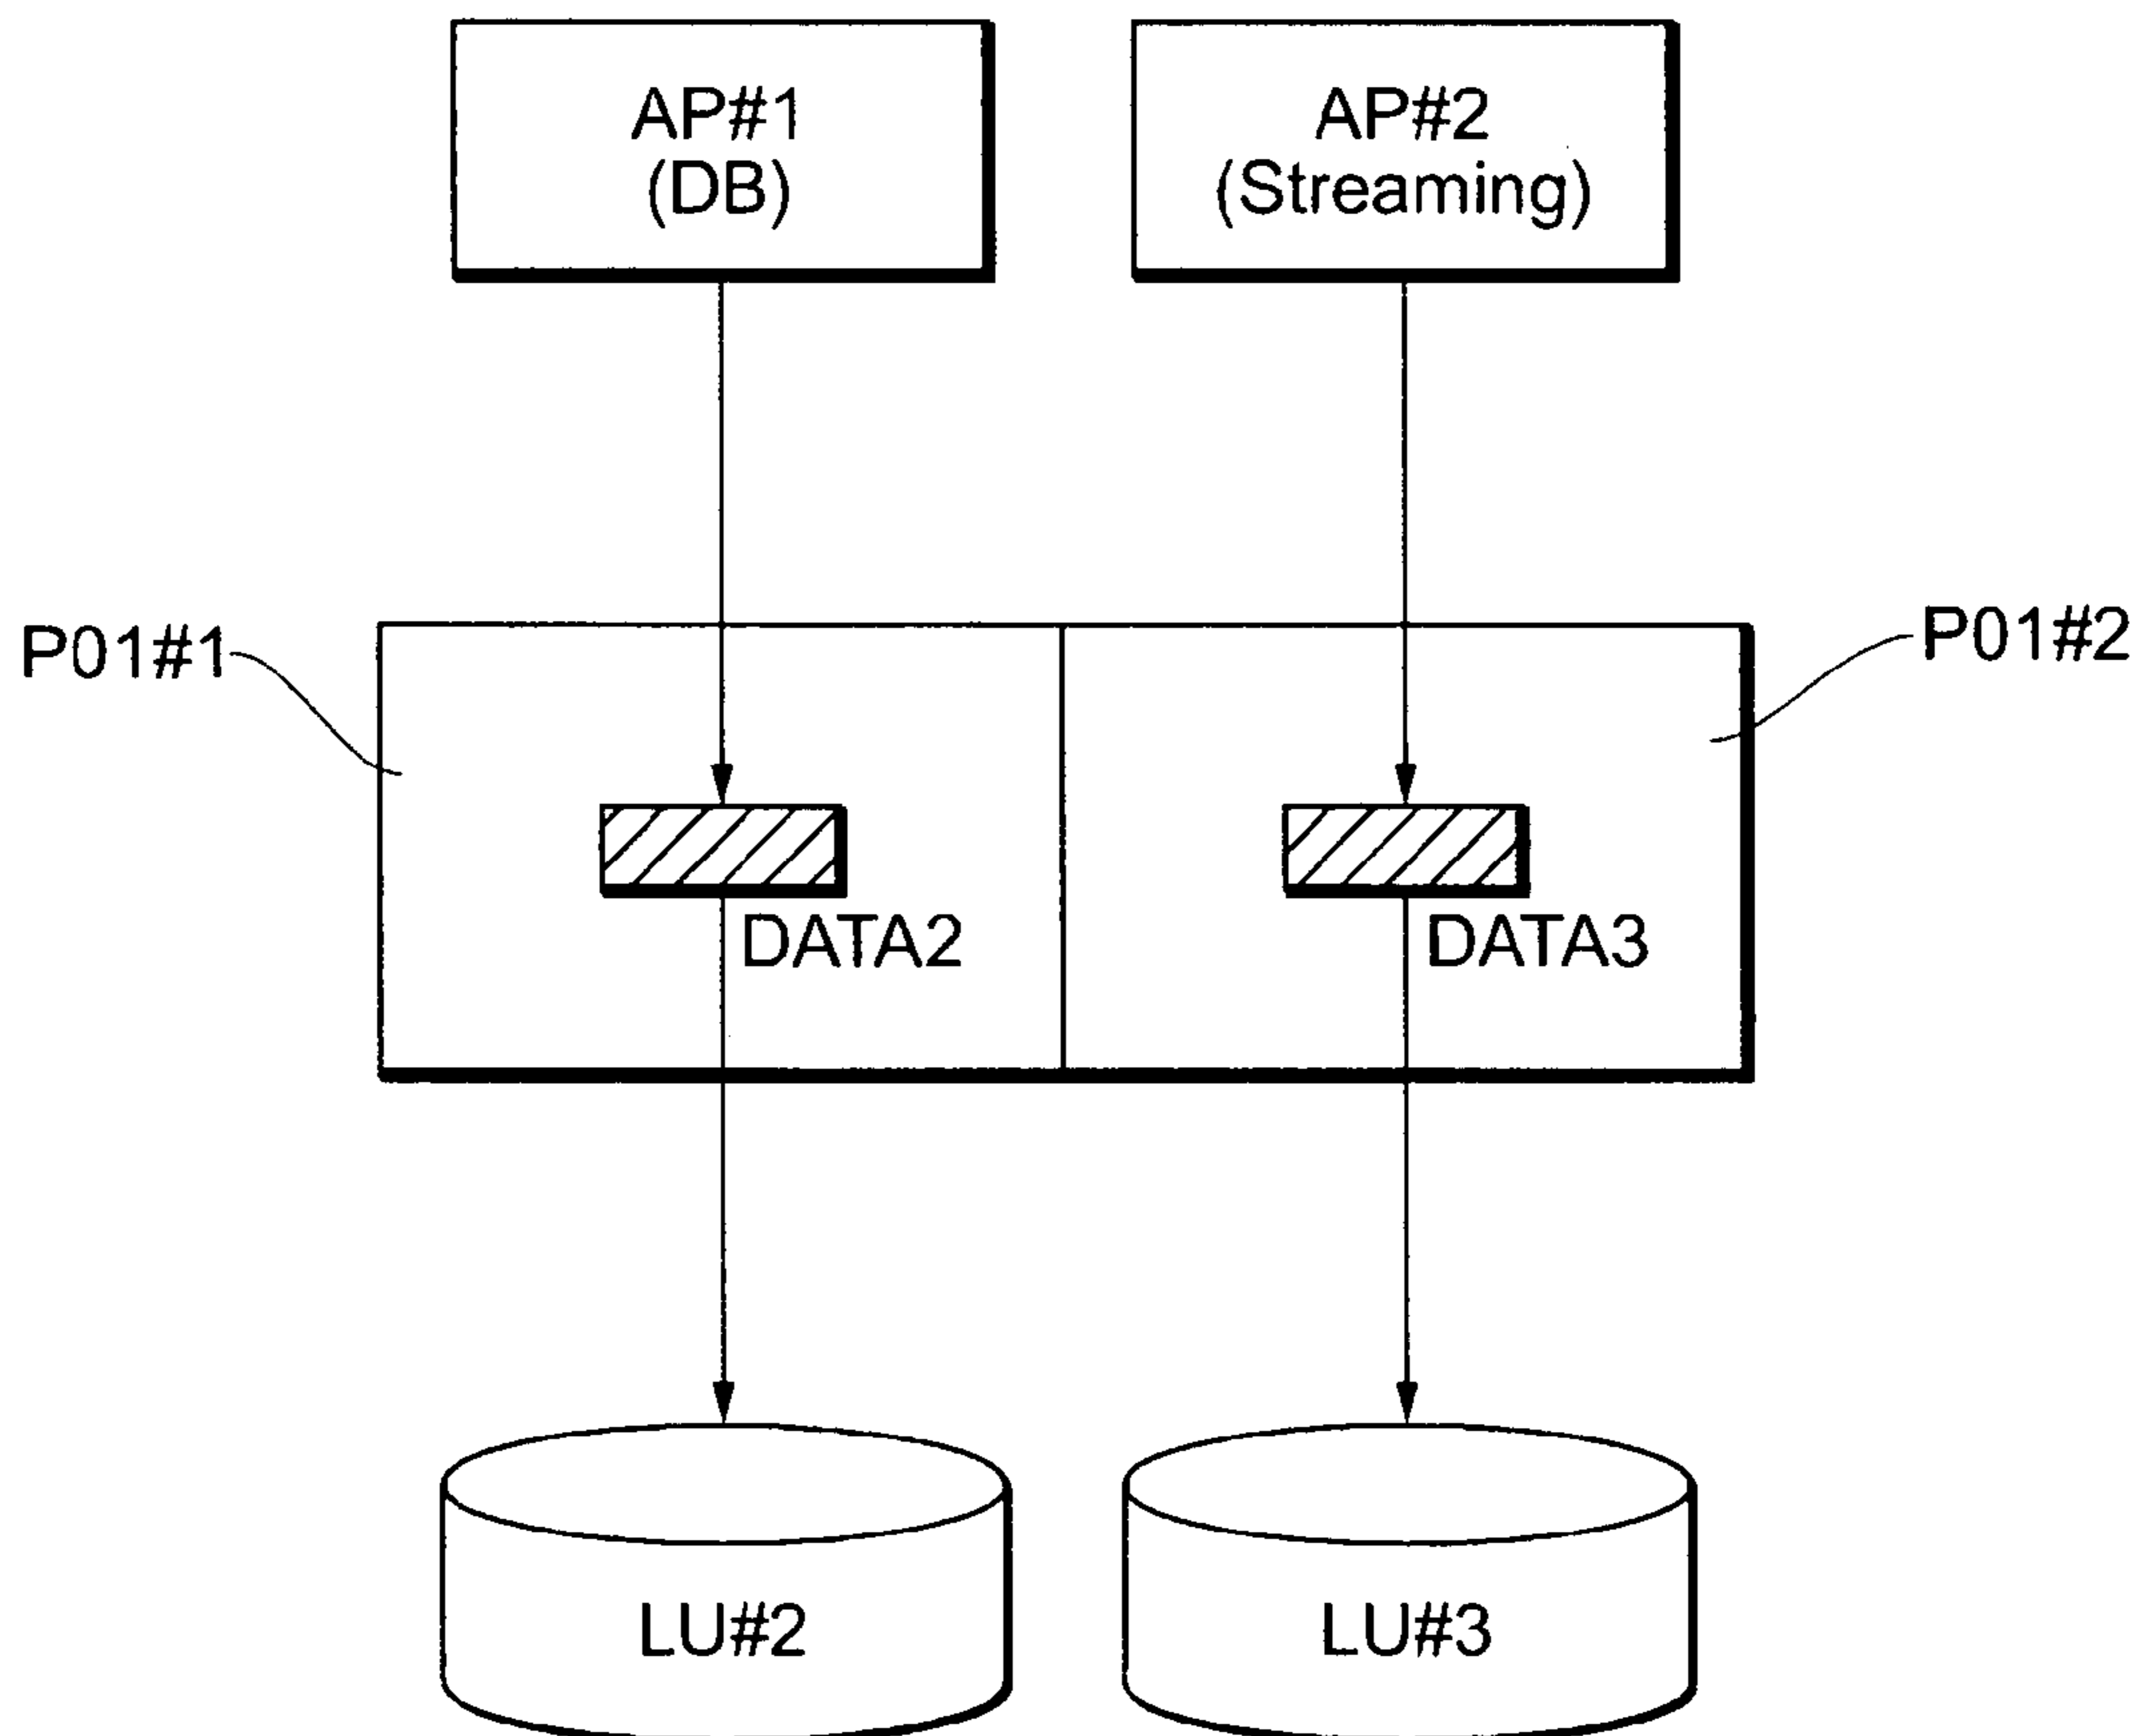 AP#1
(DB)
AP#2
(Streaming)
P01#1
P01#2
DATA2
DATA3
LU#2
LU#3